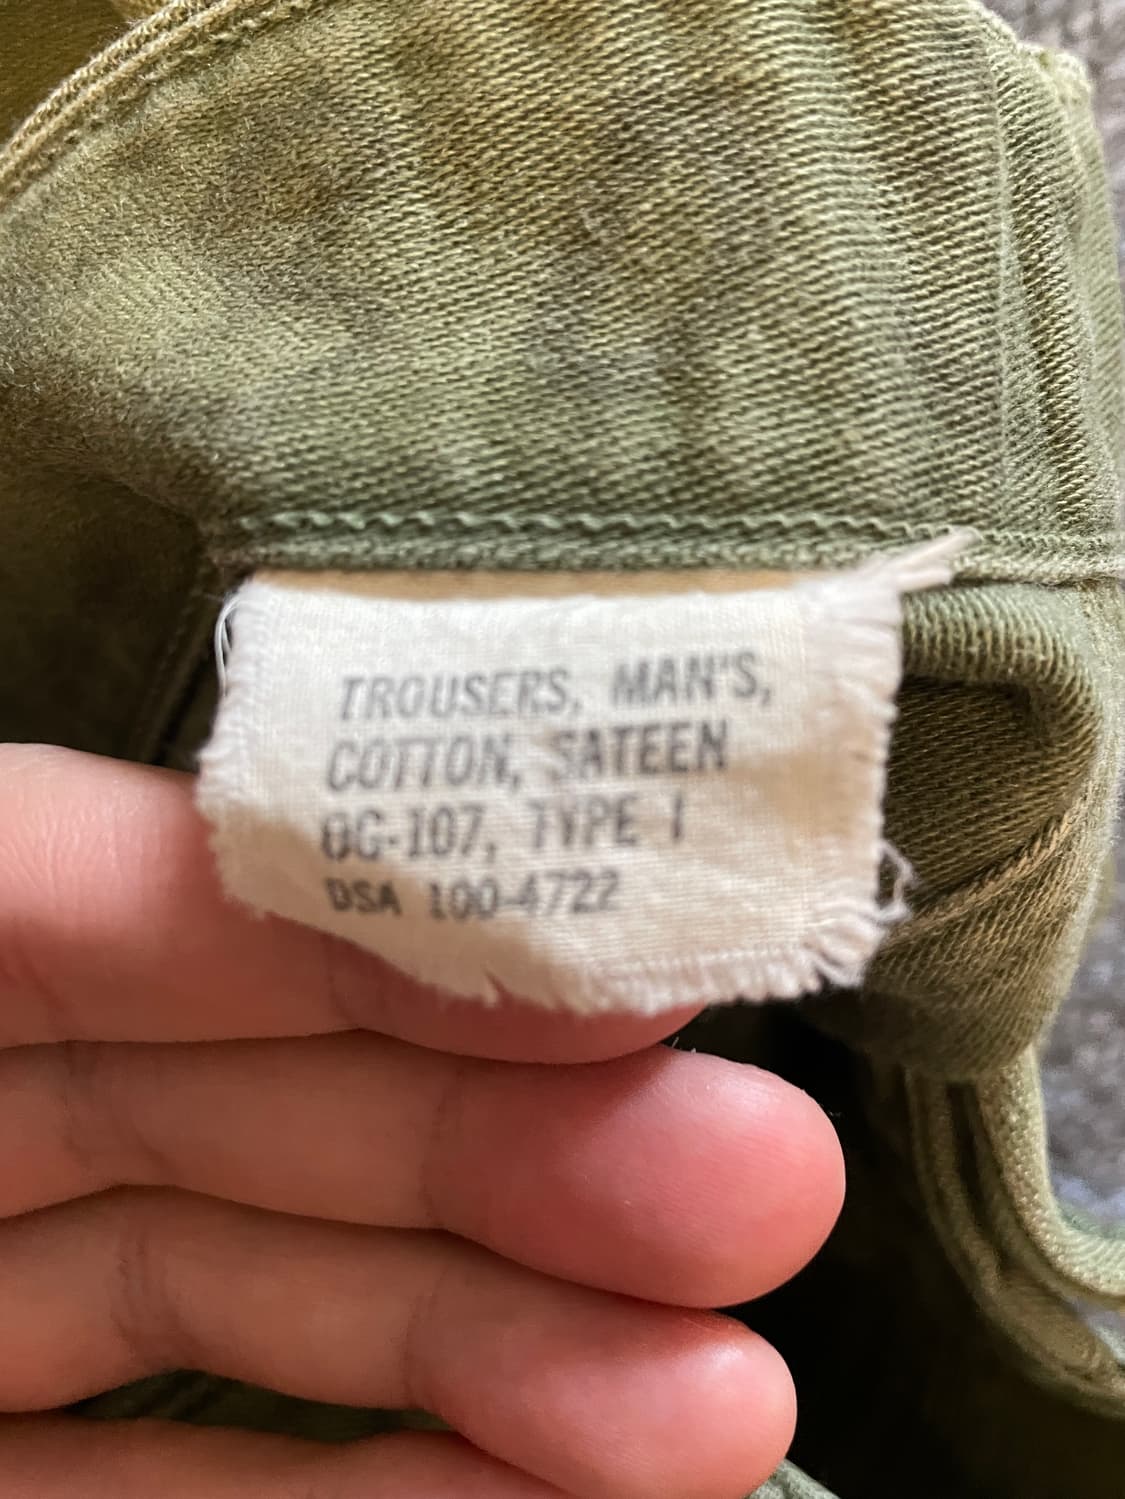 TROUSERS, MAN'S,
COTTON, SATEEN
OG-107, TYPE I
DSA 100-4722